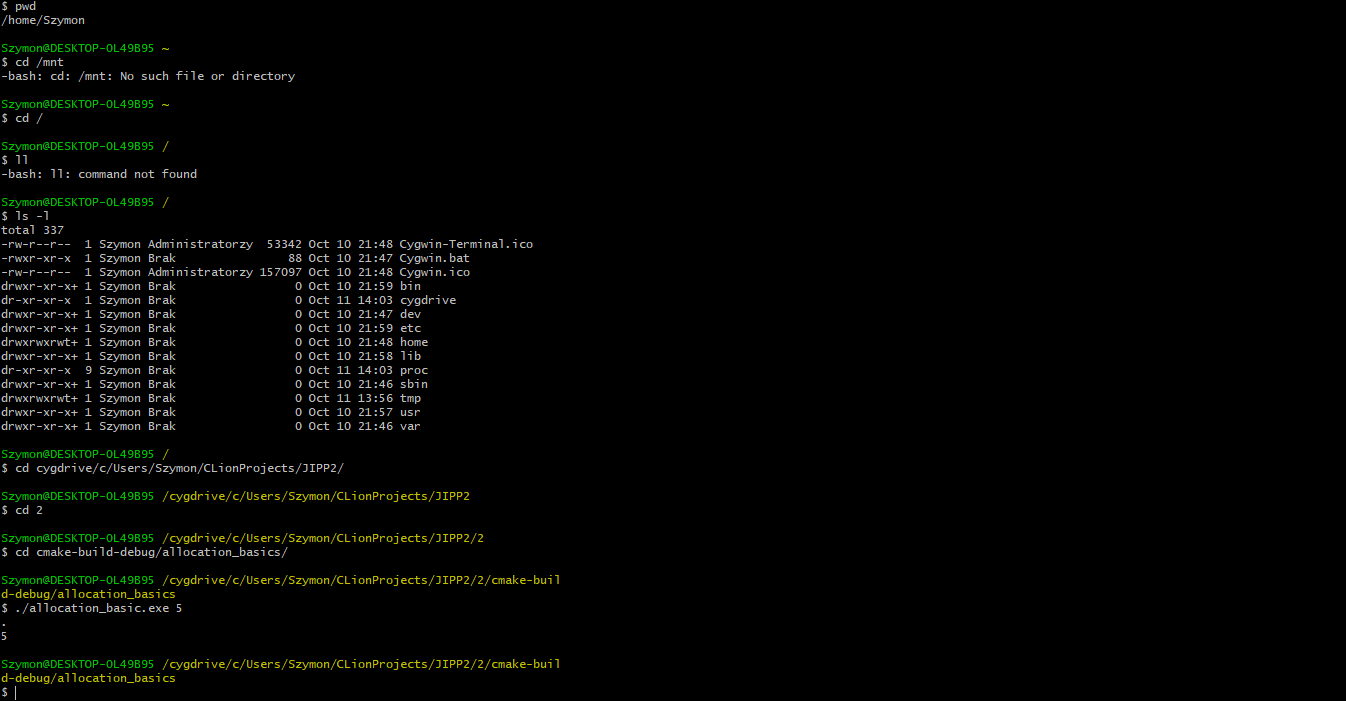 $ pwd
/home/Szymon
Szymon@DESKTOP-OL49B95 ~
$ cd /mnt
-bash: cd: /mnt: No such file or directory
Szymon@DESKTOP-OL49B95 ~
$ cd /
Szymon@DESKTOP-OL49B95 /
$ ll
-bash: ll: command not found
Szymon@DESKTOP-OL49B95 /
$ ls -l
total 337
-rw-r--r--  1 Szymon Administratorzy  53342 Oct 10 21:48 Cygwin-Terminal.ico
-rwxr-xr-x  1 Szymon Brak                88 Oct 10 21:47 Cygwin.bat
-rw-r--r--  1 Szymon Administratorzy 157097 Oct 10 21:48 Cygwin.ico
drwxr-xr-x+ 1 Szymon Brak                 0 Oct 10 21:59 bin
dr-xr-xr-x  1 Szymon Brak                 0 Oct 11 14:03 cygdrive
drwxr-xr-x+ 1 Szymon Brak                 0 Oct 10 21:47 dev
drwxr-xr-x+ 1 Szymon Brak                 0 Oct 10 21:59 etc
drwxrwxrwt+ 1 Szymon Brak                 0 Oct 10 21:48 home
drwxr-xr-x+ 1 Szymon Brak                 0 Oct 10 21:58 lib
dr-xr-xr-x  9 Szymon Brak                 0 Oct 11 14:03 proc
drwxr-xr-x+ 1 Szymon Brak                 0 Oct 10 21:46 sbin
drwxrwxrwt+ 1 Szymon Brak                 0 Oct 11 13:56 tmp
drwxr-xr-x+ 1 Szymon Brak                 0 Oct 10 21:57 usr
drwxr-xr-x+ 1 Szymon Brak                 0 Oct 10 21:46 var
Szymon@DESKTOP-OL49B95 /
$ cd cygdrive/c/Users/Szymon/CLionProjects/JIPP2/
Szymon@DESKTOP-OL49B95 /cygdrive/c/Users/Szymon/CLionProjects/JIPP2
$ cd 2
Szymon@DESKTOP-OL49B95 /cygdrive/c/Users/Szymon/CLionProjects/JIPP2/2
$ cd cmake-build-debug/allocation_basics/
Szymon@DESKTOP-OL49B95 /cygdrive/c/Users/Szymon/CLionProjects/JIPP2/2/cmake-buil
d-debug/allocation_basics
$ ./allocation_basic.exe 5
.
5
Szymon@DESKTOP-OL49B95 /cygdrive/c/Users/Szymon/CLionProjects/JIPP2/2/cmake-buil
d-debug/allocation_basics
$